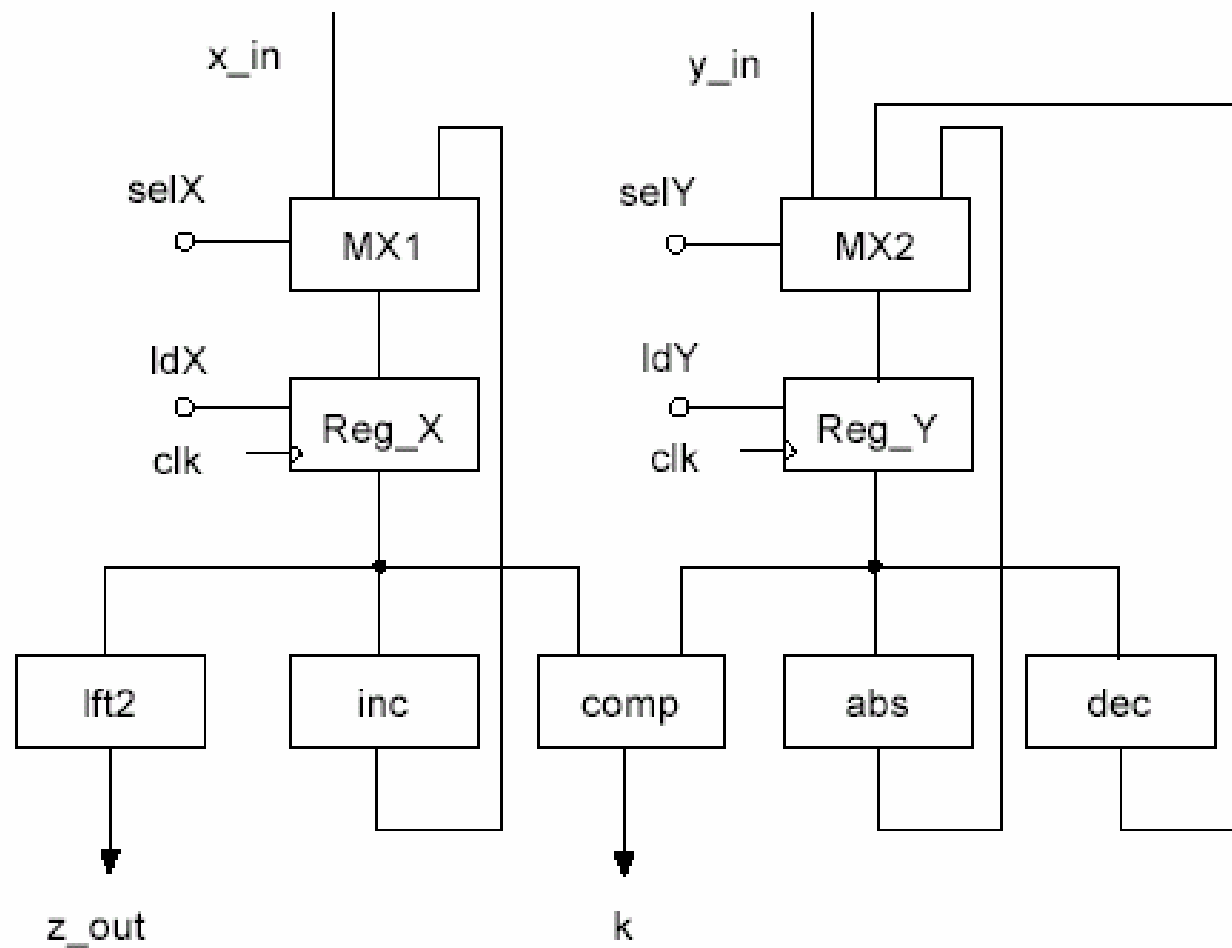 x_in
y_in
selX
selY
MX1
MX2
ldX
ldY
Reg_X
Reg_Y
clk
clk
lft2
inc
comp
abs
dec
z_out
k